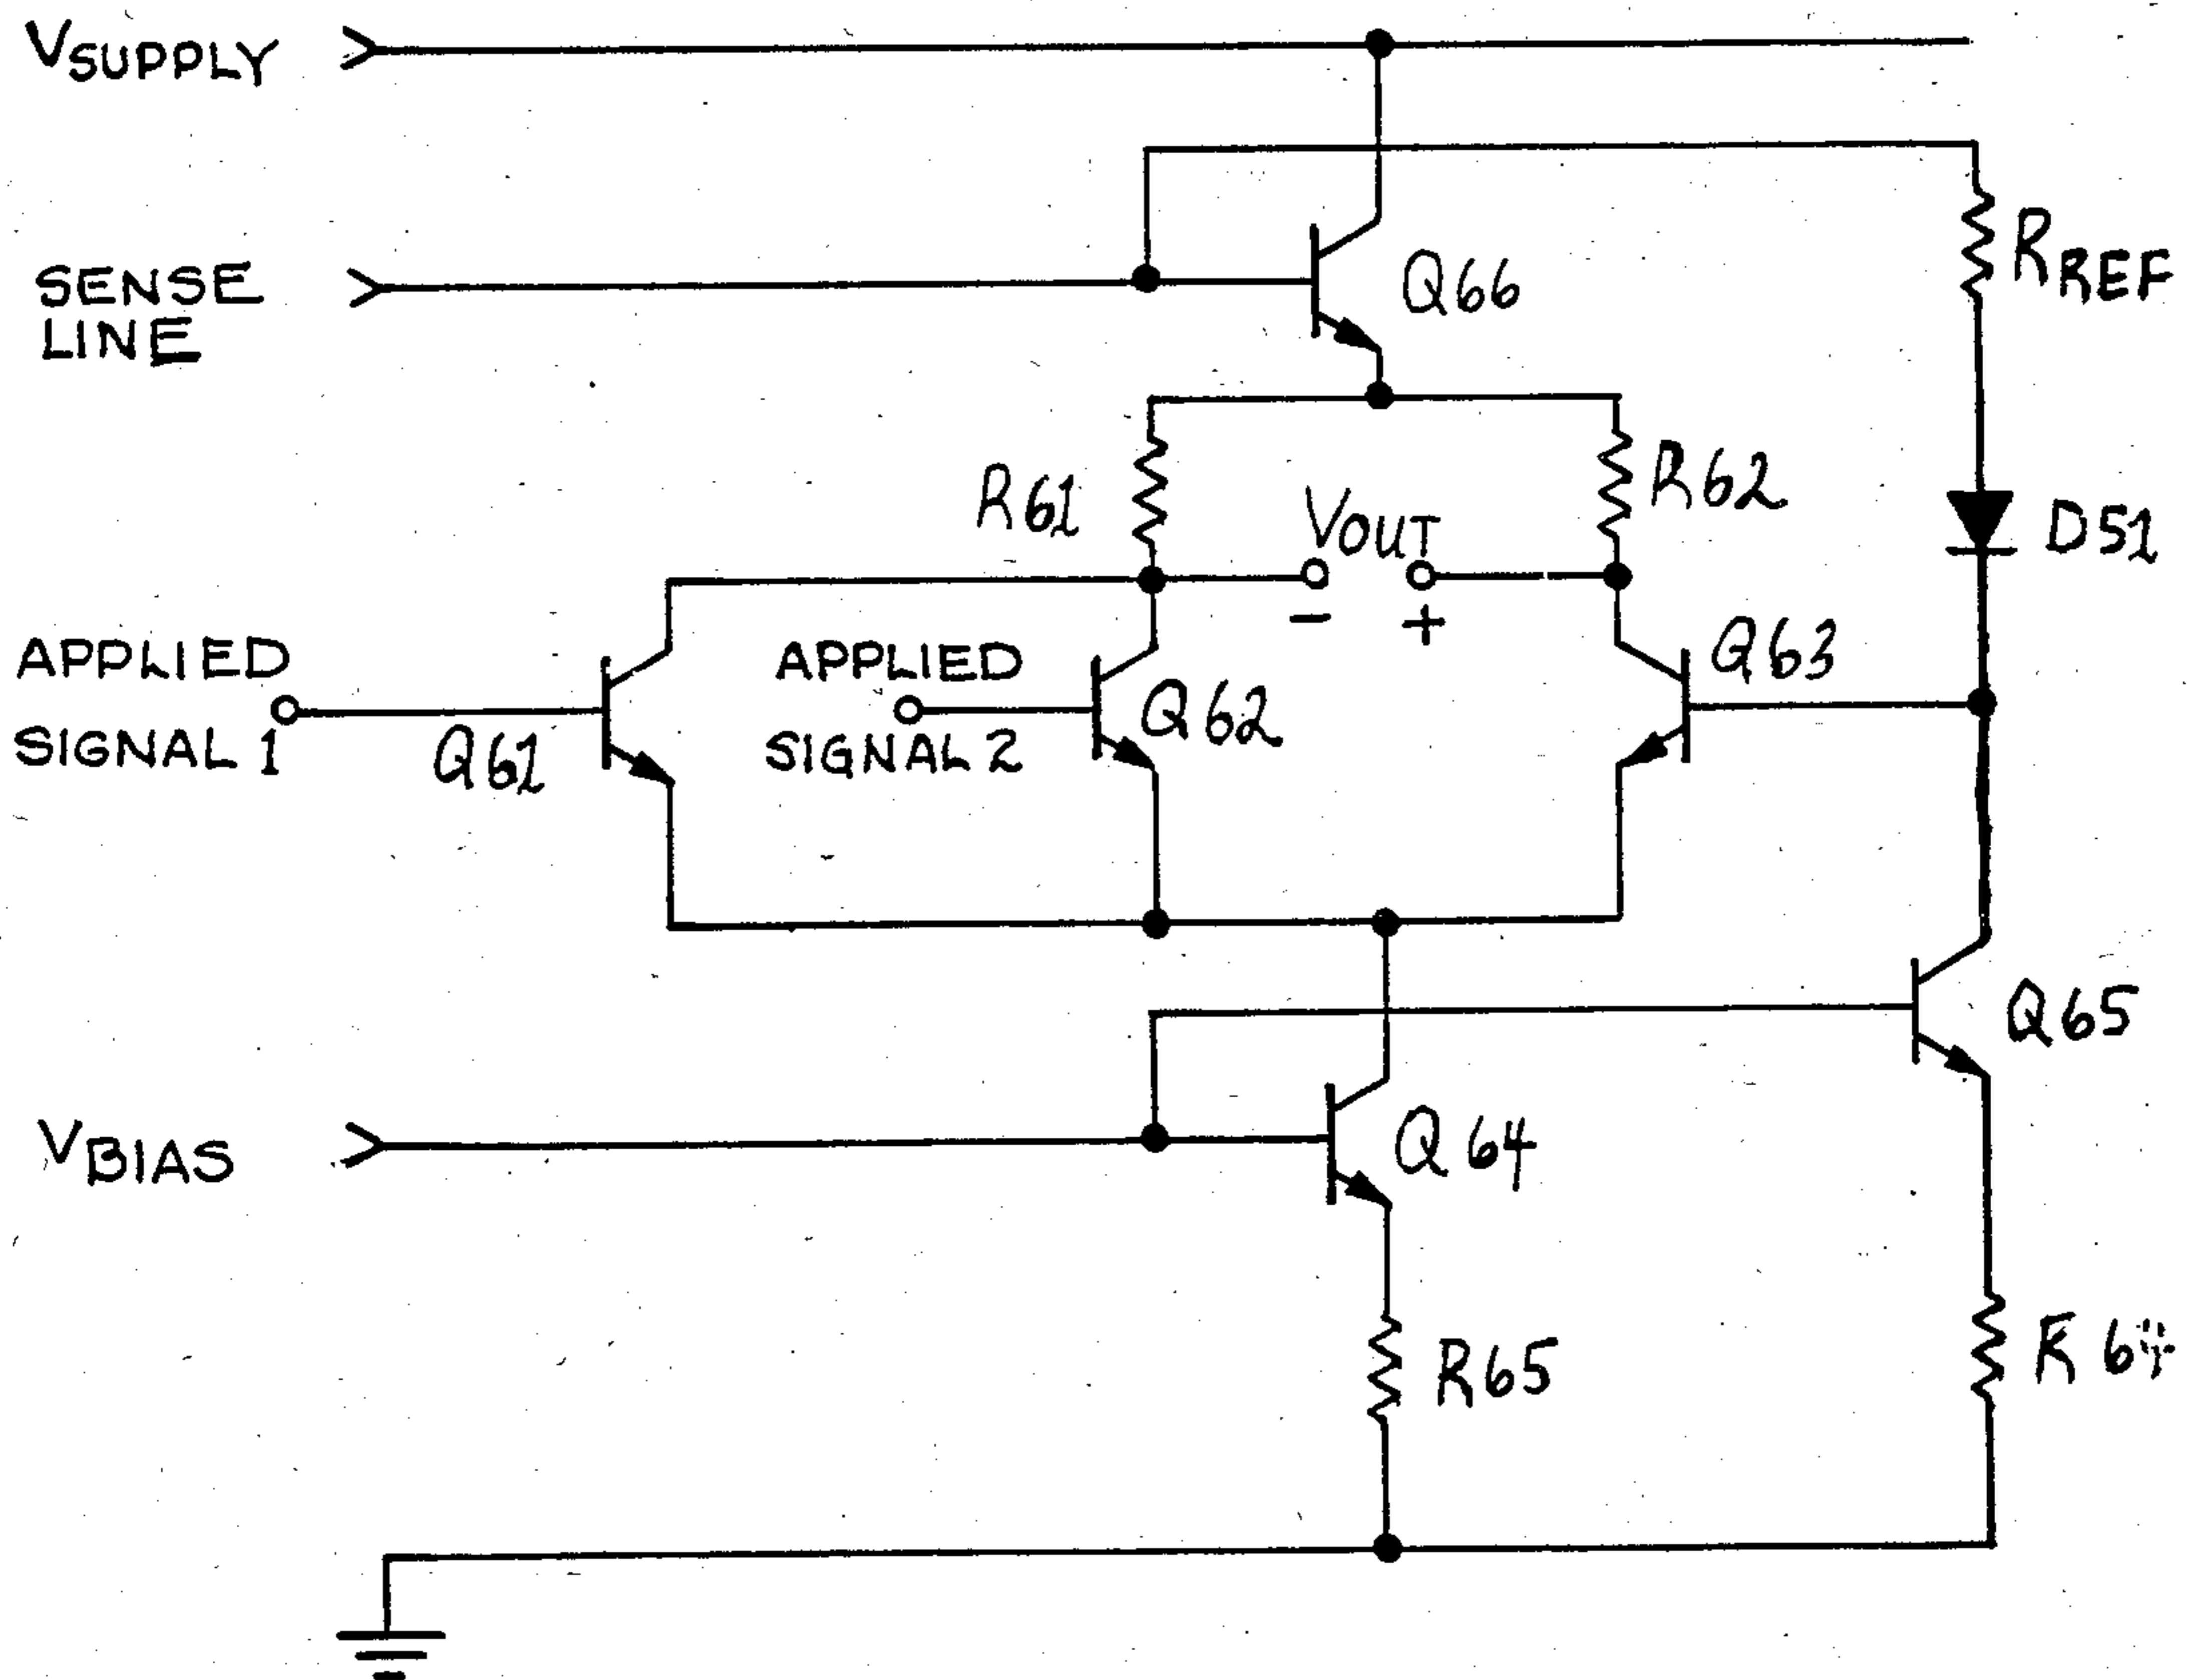 VSUPPLY
SENSE
LINE
Q66
RREF
R61
VOUT
R62
D51
- +
APPLIED
SIGNAL 1
Q61
APPLIED
SIGNAL 2
Q62
Q63
Q65
VBIAS
Q64
R65